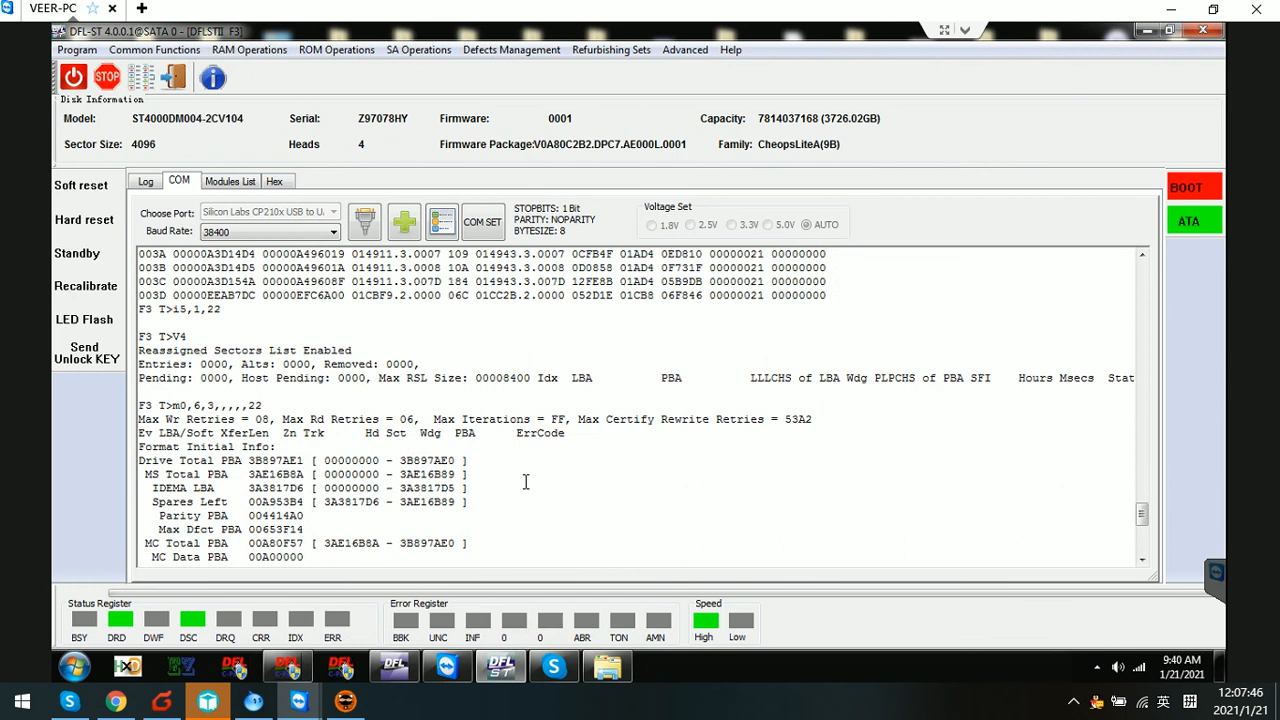 VEER-PC
DFL-ST 4.0.0.1@SATA 0 - [DFLSTII F3]
Program Common Functions RAM Operations ROM Operations SA Operations Defects Management Refurbishing Sets Advanced Help
STOP
Disk Information
Model: ST4000DM004-2CV104 Serial: Z97078HY Firmware: 0001 Capacity: 7814037168 (3726.02GB)
Sector Size: 4096 Heads 4 Firmware Package: V0A80C2B2.DPC7.AE000L.0001 Family: CheopsLiteA(9B)
Soft reset
Hard reset
Standby
Recalibrate
LED Flash
Send
Unlock KEY
Log COM Modules List Hex
BOOT
ATA
Choose Port: Silicon Labs CP210x USB to U.
Baud Rate: 38400
COM SET
STOPBITS: 1Bit
PARITY: NOPARITY
BYTESIZE: 8
Voltage Set
1.8V 2.5V 3.3V 5.0V AUTO
003A 00000A3D14D4 00000A496019 014911.3.0007 109 014943.3.0007 0CFB4F 01AD4 0ED810 00000021 00000000
003B 00000A3D14D5 00000A49601A 014911.3.0008 10A 014943.3.0008 0D0858 01AD4 0F731F 00000021 00000000
003C 00000A3D154A 00000A49608F 014911.3.007D 184 014943.3.007D 12FE8B 01AD4 05B9DB 00000021 00000000
003D 00000EEAB7DC 00000EFC6A00 01CBF9.2.0000 06C 01CC2B.2.0000 052D1E 01CB8 06F846 00000021 00000000
F3 T>i5,1,22
F3 T>V4
Reassigned Sectors List Enabled
Entries: 0000, Alts: 0000, Removed: 0000,
Pending: 0000, Host Pending: 0000, Max RSL Size: 00008400 Idx LBA PBA LLLCHS of LBA Wdg PLPCHS of PBA SFI Hours Msecs Stat
F3 T>m0,6,3,,,,,22
Max Wr Retries = 08, Max Rd Retries = 06, Max Iterations = FF, Max Certify Rewrite Retries = 53A2
Ev LBA/Soft XferLen Zn Trk Hd Sct Wdg PBA ErrCode
Format Initial Info:
Drive Total PBA 3B897AE1 [ 00000000 - 3B897AE0 ]
MS Total PBA 3AE16B8A [ 00000000 - 3AE16B89 ]
IDEMA LBA 3A3817D6 [ 00000000 - 3A3817D5 ]
Spares Left 00A953B4 [ 3A3817D6 - 3AE16B89 ]
Parity PBA 004414A0
Max Dfct PBA 00653F14
MC Total PBA 00A80F57 [ 3AE16B8A - 3B897AE0 ]
MC Data PBA 00A00000
Status Register Error Register Speed
BSY DRD DWF DSC DRQ CRR IDX ERR BBK UNC INF 0 0 ABR TON AMN High Low
HXD DFL DFL DFL DFL DFL ST S
9:40 AM
1/21/2021
英 拼
12:07:46
2021/1/21